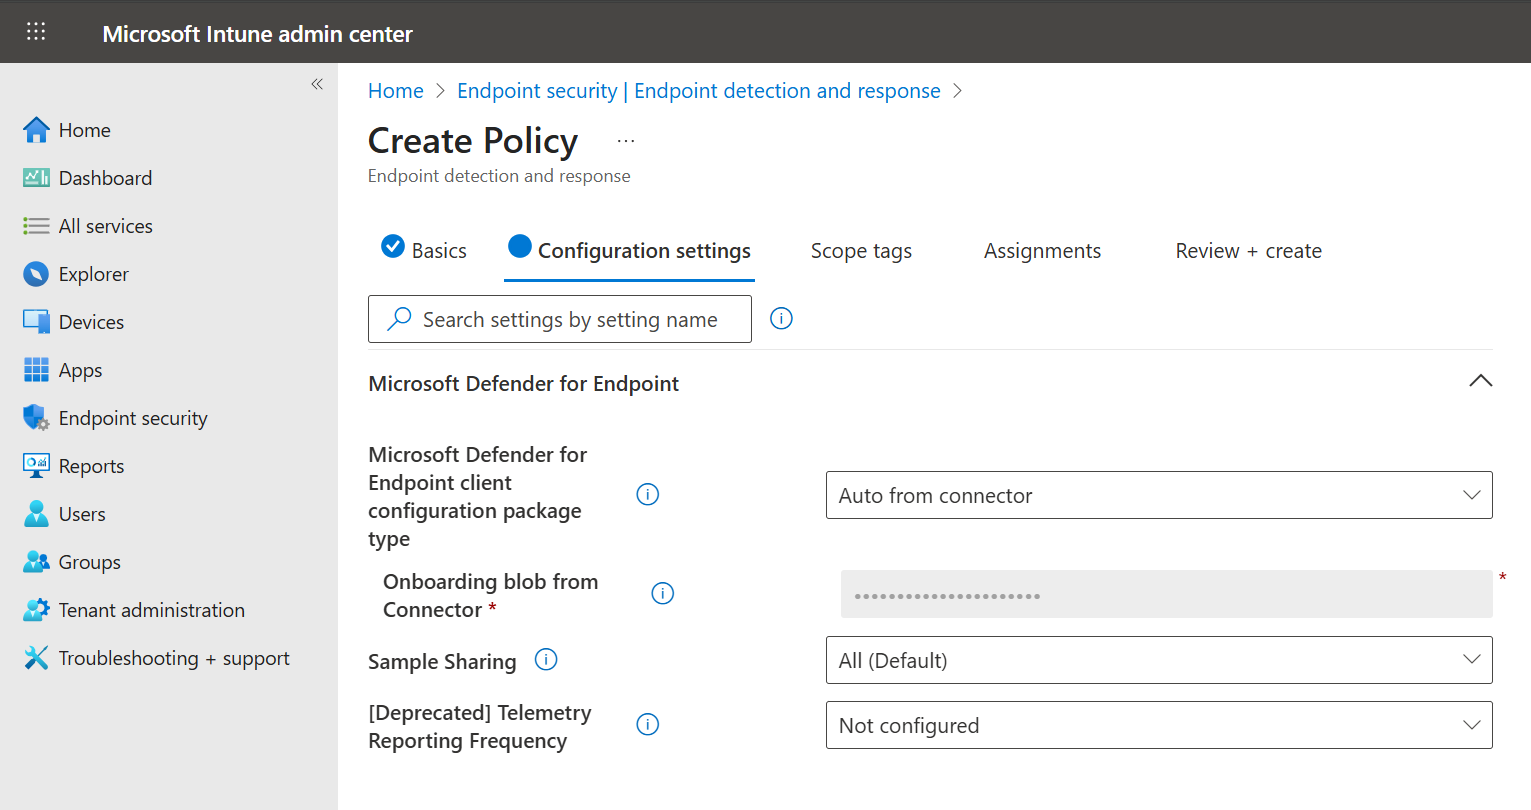 Microsoft Intune admin center
Home
Dashboard
All services
Explorer
Devices
Apps
Endpoint security
Reports
Users
Groups
Tenant administration
Troubleshooting + support
Home > Endpoint security | Endpoint detection and response >
Create Policy ...
Endpoint detection and response
Basics Configuration settings Scope tags Assignments Review + create
Search settings by setting name
Microsoft Defender for Endpoint
Microsoft Defender for
Endpoint client
configuration package
type
Auto from connector
Onboarding blob from
Connector *
•••••••••••••••••••••• *
Sample Sharing
All (Default)
[Deprecated] Telemetry
Reporting Frequency
Not configured